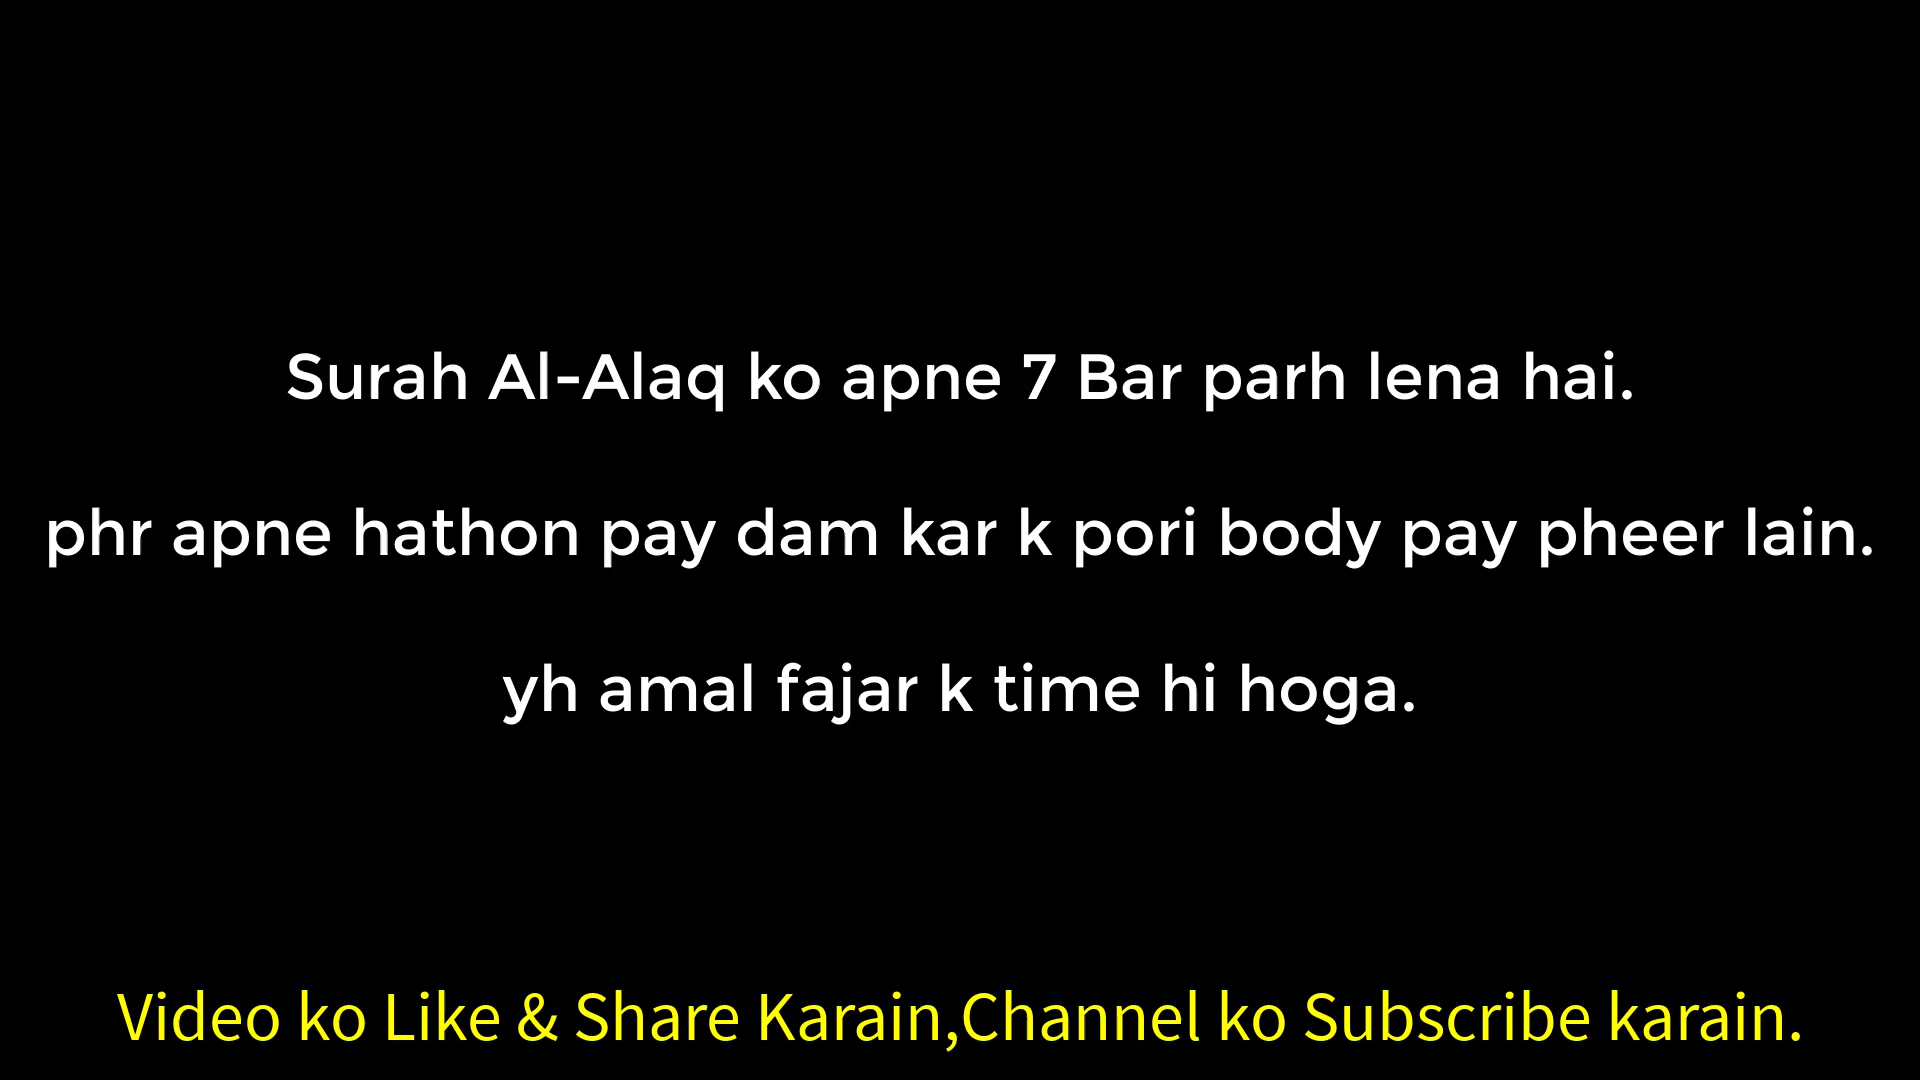 Surah Al-Alaq ko apne 7 Bar parh lena hai.
phr apne hathon pay dam kar k pori body pay pheer lain.
yh amal fajar k time hi hoga.
Video ko Like & Share Karain,Channel ko Subscribe karain.